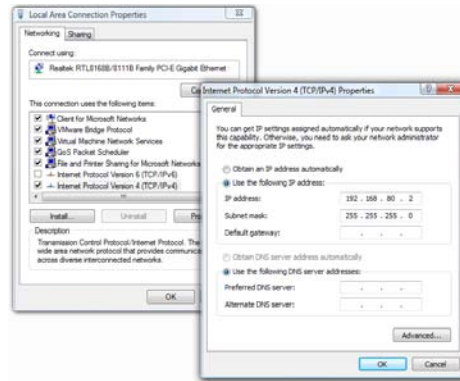 Local Area Connection Properties
Networking
Sharing
Connect using:
Realtek RTL8168B/8111B Family PCI-E Gigabit Ethernet
This connection uses the following items:
Client for Microsoft Networks
VMware Bridge Protocol
Virtual Machine Network Services
QoS Packet Scheduler
File and Printer Sharing for Microsoft Networks
Internet Protocol Version 6 (TCP/IPv6)
Internet Protocol Version 4 (TCP/IPv4)
Install...
Uninstall
Description
Transmission Control Protocol/Internet Protocol. The
wide area network protocol that provides
across diverse interconnected networks.
OK
Internet Protocol Version 4 (TCP/IPv4) Properties
General
You can get IP settings assigned automatically if your network supports
this capability. Otherwise, you need to ask your network administrator
for the appropriate IP settings.
Obtain an IP address automatically
Use the following IP address:
IP address:
192 . 168 . 80 . 2
Subnet mask:
255 . 255 . 255 . 0
Default gateway:
Obtain DNS server address automatically
Use the following DNS server addresses:
Preferred DNS server:
Alternate DNS server:
Advanced...
OK
Cancel